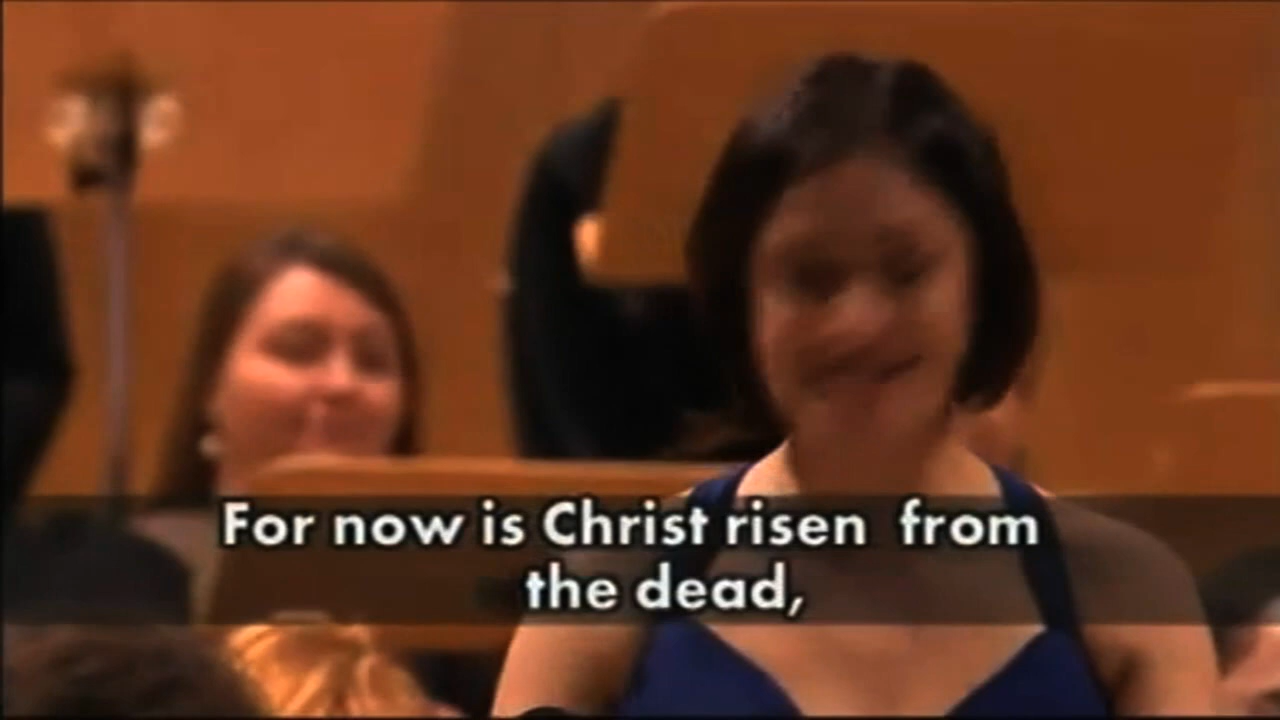 For now is Christ risen from
the dead,